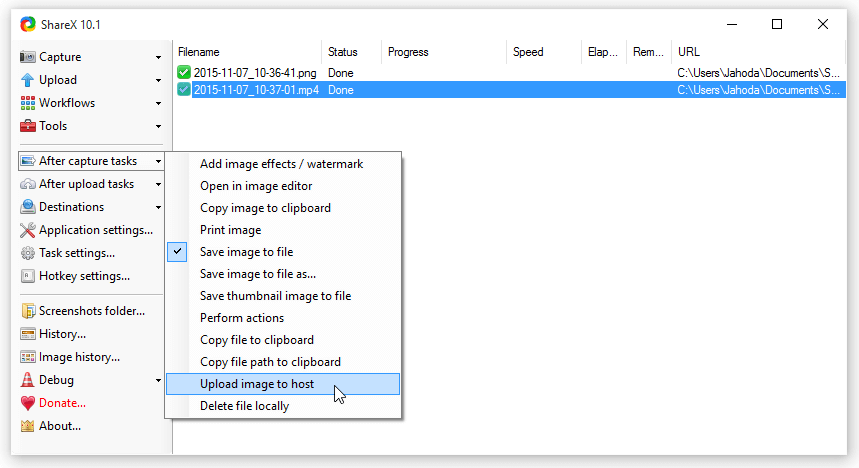 ShareX 10.1
Capture
Upload
Workflows
Tools
After capture tasks
After upload tasks
Destinations
Application settings...
Task settings...
Hotkey settings...
Screenshots folder...
History...
Image history...
Debug
Donate...
About...
Filename Status Progress Speed Elap... Rem... URL
2015-11-07_10-36-41.png Done C:\Users\Jahoda\Documents\S...
2015-11-07_10-37-01.mp4 Done C:\Users\Jahoda\Documents\S...
Add image effects / watermark
Open in image editor
Copy image to clipboard
Print image
Save image to file
Save image to file as...
Save thumbnail image to file
Perform actions
Copy file to clipboard
Copy file path to clipboard
Upload image to host
Delete file locally